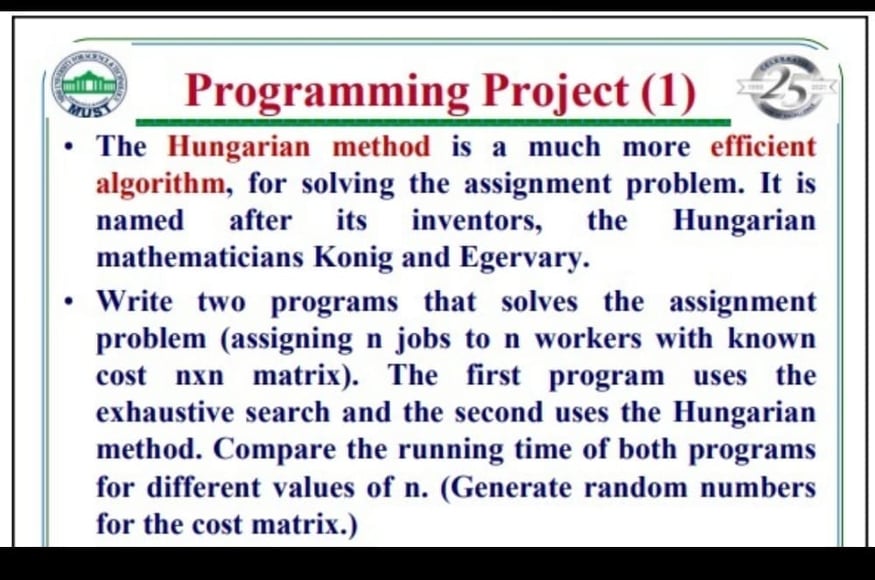 Programming Project (1)
MUST
25
• The Hungarian method is a much more efficient
algorithm, for solving the assignment problem. It is
named after its inventors, the Hungarian
mathematicians Konig and Egervary.
• Write two programs that solves the assignment
problem (assigning n jobs to n workers with known
cost nxn matrix). The first program uses the
exhaustive search and the second uses the Hungarian
method. Compare the running time of both programs
for different values of n. (Generate random numbers
for the cost matrix.)